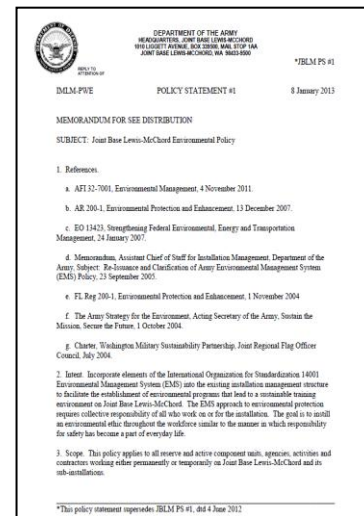 DEPARTMENT OF THE ARMY
HEADQUARTERS, JOINT BASE LEWIS-MCCHORD
1010 LIGGETT AVENUE, BOX 339500, MAIL STOP 1AA
JOINT BASE LEWIS-MCCHORD, WA 98433-9500
*JBLM PS #1
REPLY TO
ATTENTION OF
IMLM-PWE POLICY STATEMENT #1 8 January 2013
MEMORANDUM FOR SEE DISTRIBUTION
SUBJECT: Joint Base Lewis-McChord Environmental Policy
1. References.
a. AFI 32-7001, Environmental Management, 4 November 2011.
b. AR 200-1, Environmental Protection and Enhancement, 13 December 2007.
c. EO 13423, Strengthening Federal Environmental, Energy and Transportation
Management, 24 January 2007.
d. Memorandum, Assistant Chief of Staff for Installation Management, Department of the
Army, Subject: Re-Issuance and Clarification of Army Environmental Management System
(EMS) Policy, 23 September 2005.
e. FL Reg 200-1, Environmental Protection and Enhancement, 1 November 2004
f. The Army Strategy for the Environment, Acting Secretary of the Army, Sustain the
Mission, Secure the Future, 1 October 2004.
g. Charter, Washington Military Sustainability Partnership, Joint Regional Flag Officer
Council, July 2004.
2. Intent. Incorporate elements of the International Organization for Standardization 14001
Environmental Management System (EMS) into the existing installation management structure
to facilitate the establishment of environmental programs that lead to a sustainable training
environment on Joint Base Lewis-McChord. The EMS approach to environmental protection
requires collective responsibility of all who work on or for the installation. The goal is to instill
an environmental ethic throughout the workforce similar to the manner in which responsibility
for safety has become a part of everyday life.
3. Scope. This policy applies to all reserve and active component units, agencies, activities and
contractors working either permanently or temporarily on Joint Base Lewis-McChord and its
sub-installations.
*This policy statement supersedes JBLM PS #1, dtd 4 June 2012